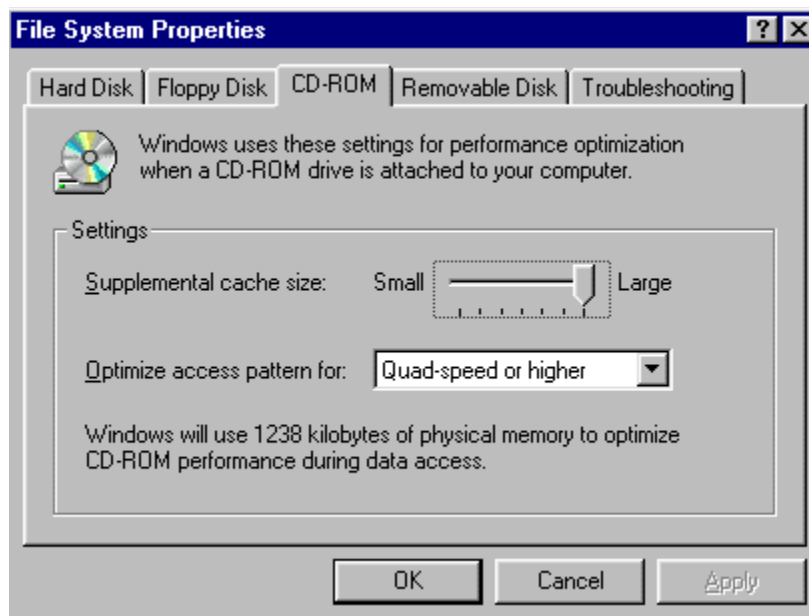 File System Properties
Hard Disk Floppy Disk CD-ROM Removable Disk Troubleshooting
Windows uses these settings for performance optimization
when a CD-ROM drive is attached to your computer.
Settings
Supplemental cache size: Small Large
Optimize access pattern for: Quad-speed or higher
Windows will use 1238 kilobytes of physical memory to optimize
CD-ROM performance during data access.
OK Cancel Apply